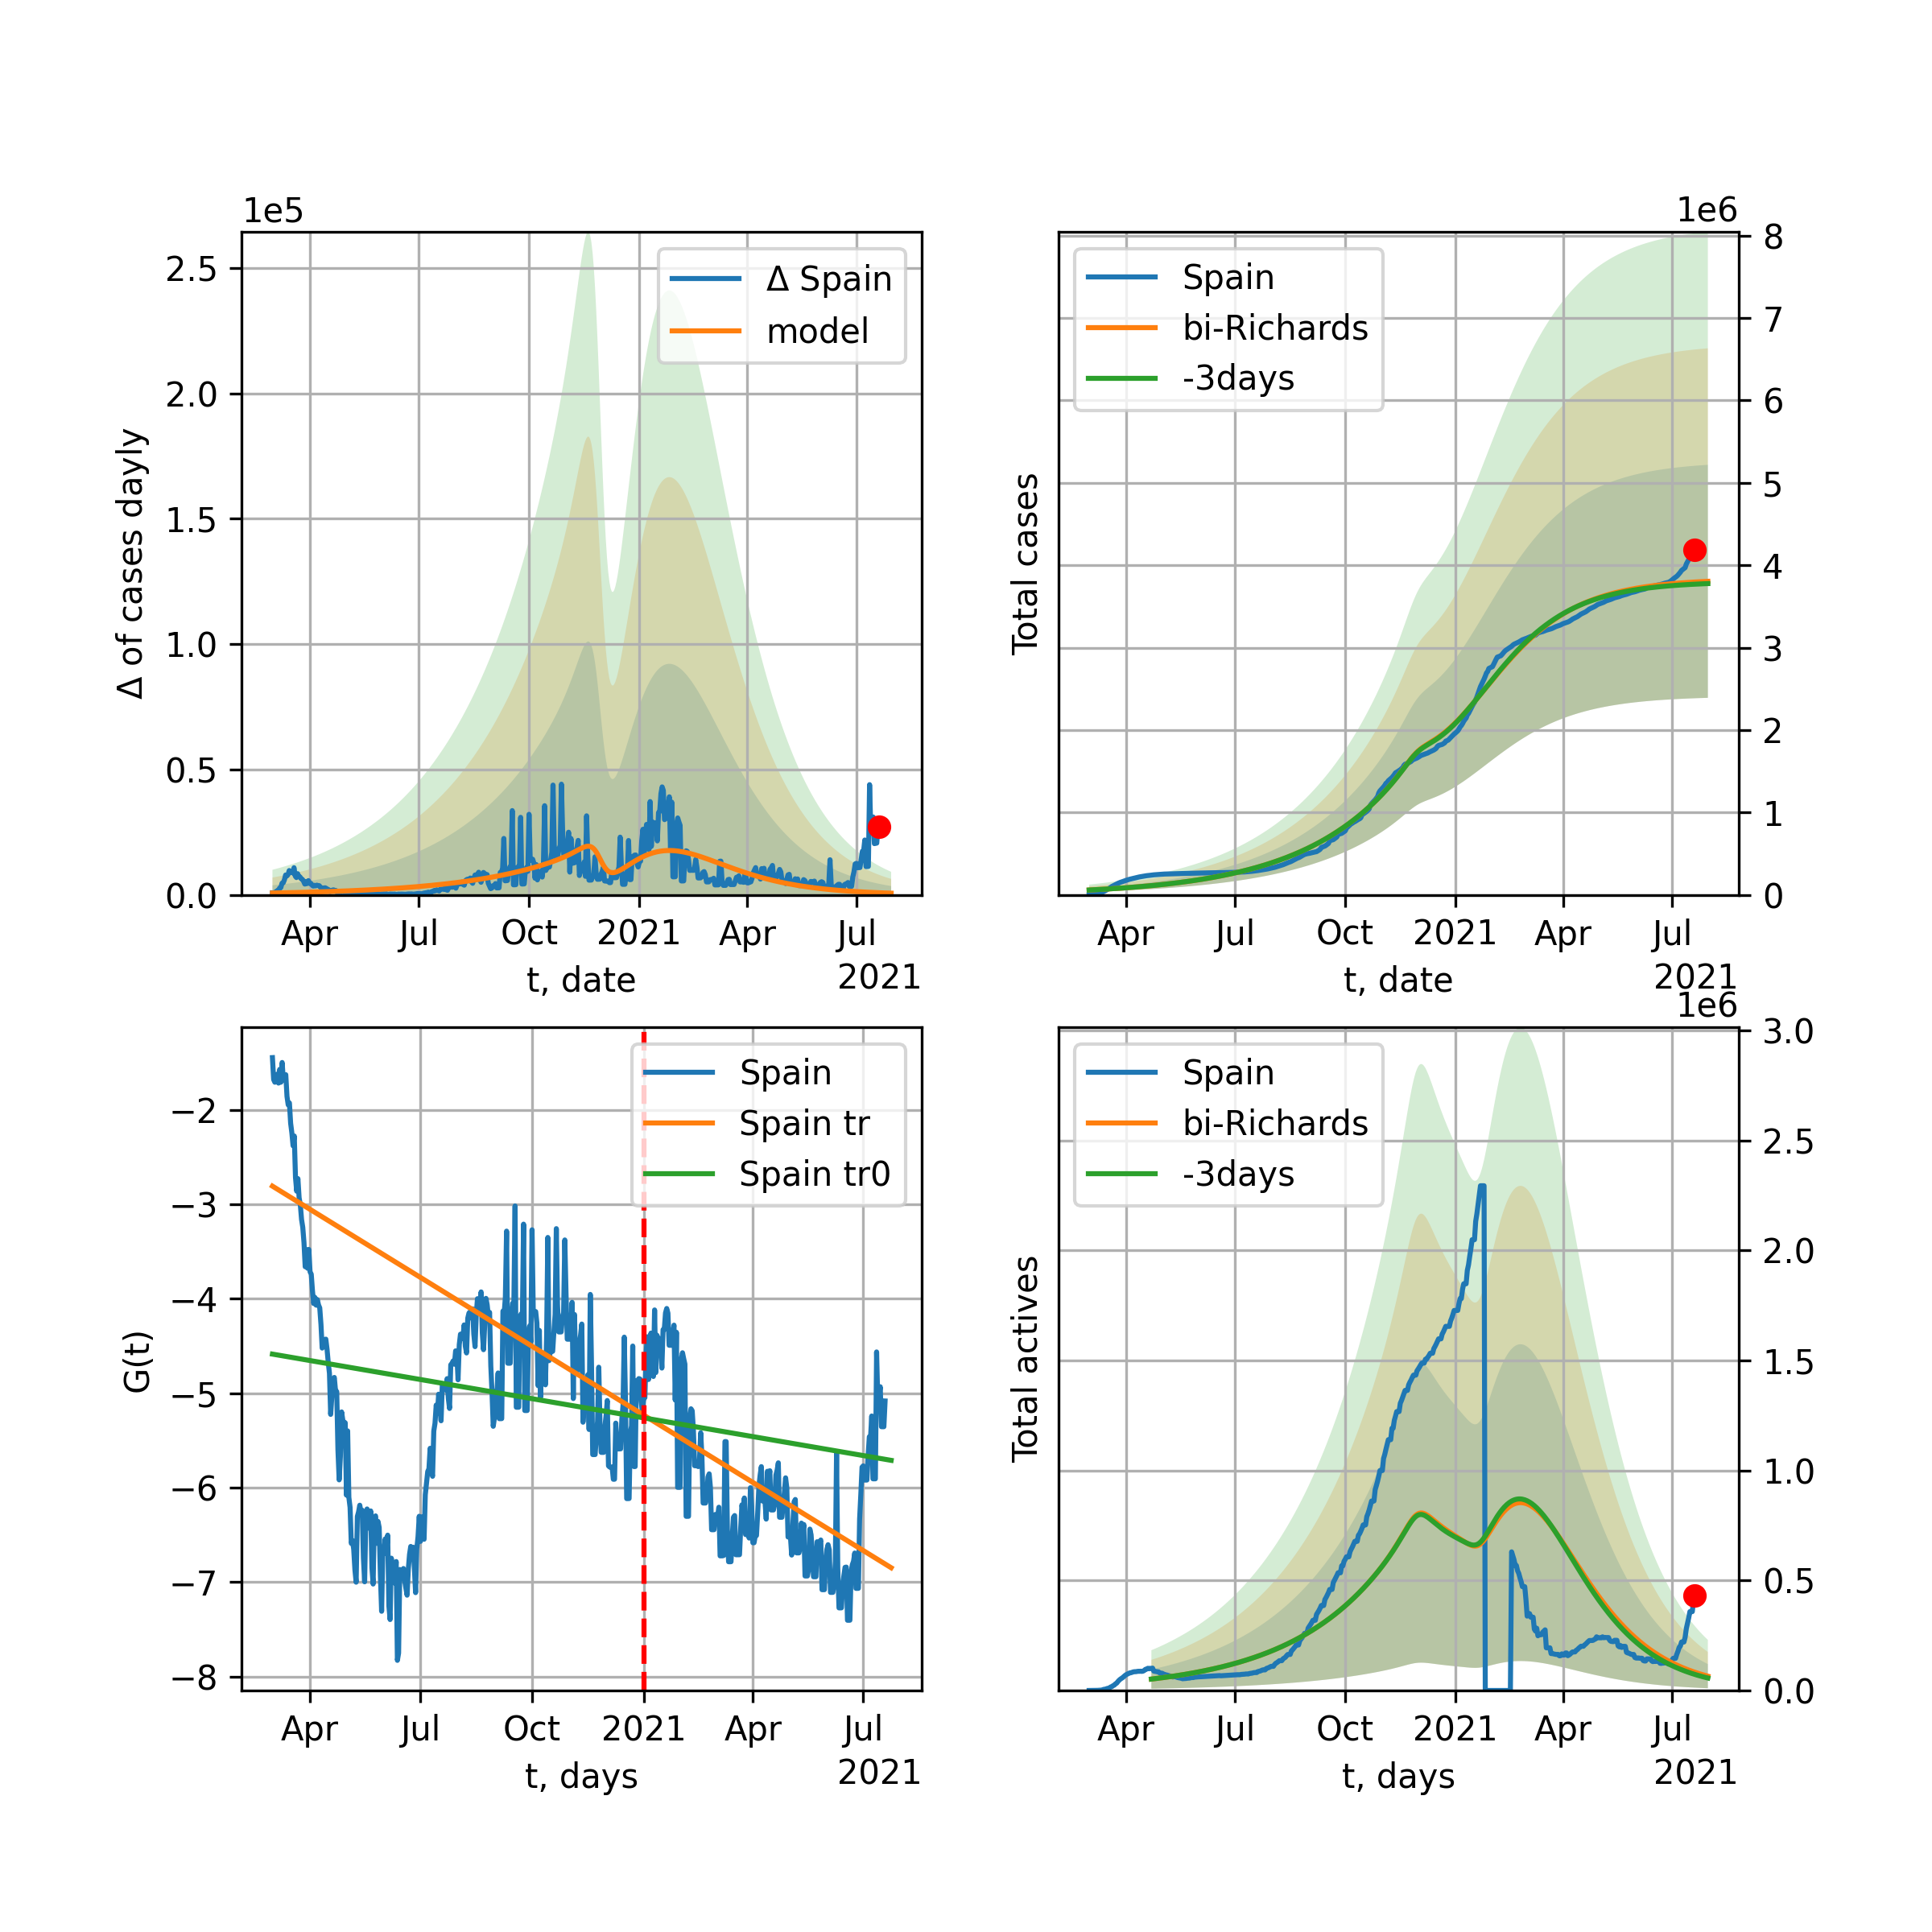 1e5
2.5
2.0
1.5
1.0
0.5
0.0
Δ of cases dayly
Δ Spain
model
Apr Jul Oct 2021 Apr Jul
2021
t, date
1e6
8
7
6
5
4
3
2
1
0
Total cases
Spain
bi-Richards
-3days
Apr Jul Oct 2021 Apr Jul
2021
t, date
−2
−3
−4
−5
−6
−7
−8
G(t)
Spain
Spain tr
Spain tr0
Apr Jul Oct 2021 Apr Jul
2021
t, days
1e6
3.0
2.5
2.0
1.5
1.0
0.5
0.0
Total actives
Spain
bi-Richards
-3days
Apr Jul Oct 2021 Apr Jul
2021
t, days